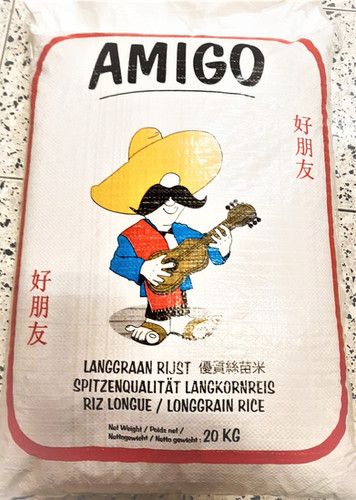 AMIGO
好朋友
好朋友
LANGGRAAN RIJST 優質絲苗米
SPITZENQUALITÄT LANGKORNREIS
RIZ LONGUE / LONGGRAIN RICE
Net Weight / Poids net /
Nettogewicht / Netto gewicht : 20 KG